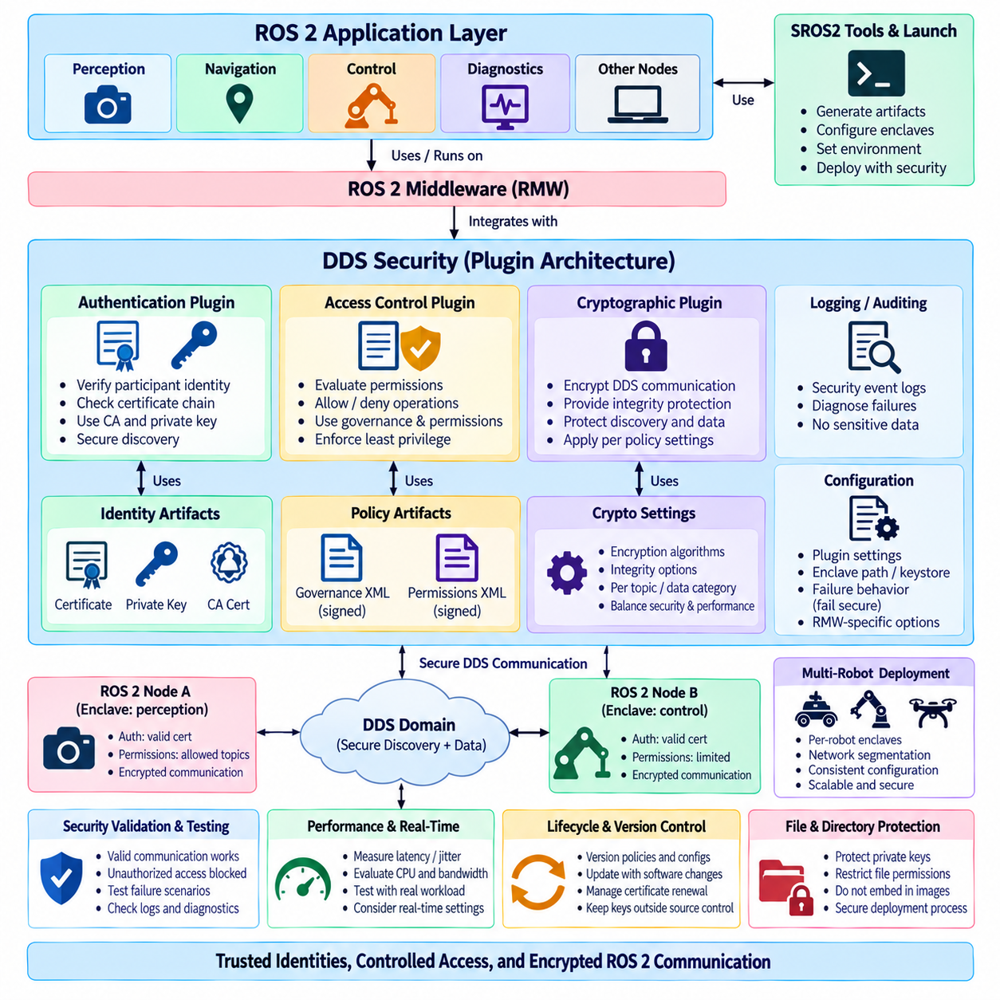 ROS 2 Application Layer
Perception
Navigation
Control
Diagnostics
Other Nodes
Use
SROS2 Tools & Launch
• Generate artifacts
• Configure enclaves
• Set environment
• Deploy with security
Uses / Runs on
ROS 2 Middleware (RMW)
Integrates with
DDS Security (Plugin Architecture)
Authentication Plugin
• Verify participant identity
• Check certificate chain
• Use CA and private key
• Secure discovery
Access Control Plugin
• Evaluate permissions
• Allow / deny operations
• Use governance & permissions
• Enforce least privilege
Cryptographic Plugin
• Encrypt DDS communication
• Provide integrity protection
• Protect discovery and data
• Apply per policy settings
Logging / Auditing
• Security event logs
• Diagnose failures
• No sensitive data
Uses
Uses
Uses
Identity Artifacts
Certificate
Private Key
CA Cert
Policy Artifacts
Governance XML
(signed)
Permissions XML
(signed)
Crypto Settings
• Encryption algorithms
• Integrity options
• Per topic / data category
• Balance security & performance
Configuration
• Plugin settings
• Enclave path / keystore
• Failure behavior
(fail secure)
• RMW-specific options
Secure DDS Communication
ROS 2 Node A
(Enclave: perception)
• Auth: valid cert
• Permissions: allowed topics
• Encrypted communication
DDS Domain
(Secure Discovery + Data)
ROS 2 Node B
(Enclave: control)
• Auth: valid cert
• Permissions: limited
• Encrypted communication
Multi-Robot Deployment
• Per-robot enclaves
• Network segmentation
• Consistent configuration
• Scalable and secure
Security Validation & Testing
• Valid communication works
• Unauthorized access blocked
• Test failure scenarios
• Check logs and diagnostics
Performance & Real-Time
• Measure latency / jitter
• Evaluate CPU and bandwidth
• Test with real workload
• Consider real-time settings
Lifecycle & Version Control
• Version policies and configs
• Update with software changes
• Manage certificate renewal
• Keep keys outside source control
File & Directory Protection
• Protect private keys
• Restrict file permissions
• Do not embed in images
• Secure deployment process
Trusted Identities, Controlled Access, and Encrypted ROS 2 Communication